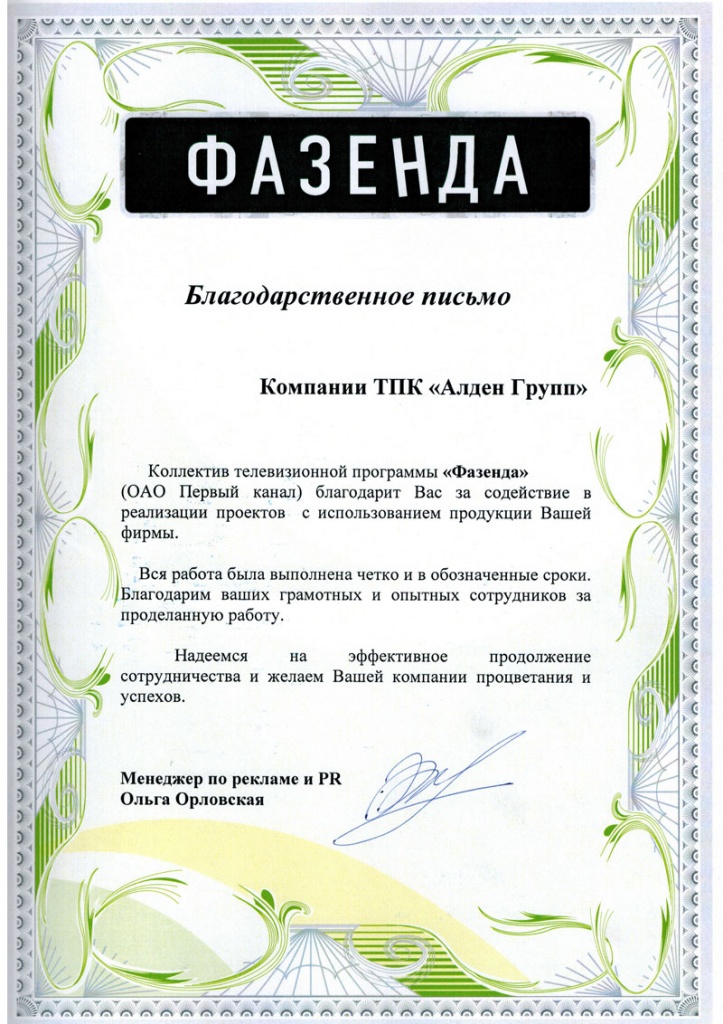 ФАЗЕНДА
Благодарственное письмо
Компании ТПК «Алден Групп»
Коллектив телевизионной программы «Фазенда»
(ОАО Первый канал) благодарит Вас за содействие в
реализации проектов с использованием продукции Вашей
фирмы.
Вся работа была выполнена четко и в обозначенные сроки.
Благодарим ваших грамотных и опытных сотрудников за
проделанную работу.
Надеемся на эффективное продолжение
сотрудничества и желаем Вашей компании процветания и
успехов.
Менеджер по рекламе и PR
Ольга Орловская